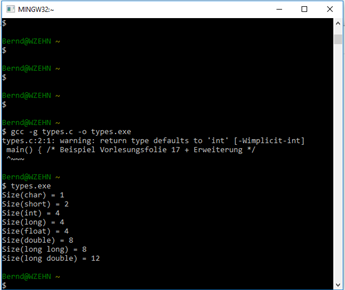 MINGW32:~
$
Bernd@WZEHN ~
$
Bernd@WZEHN ~
$
Bernd@WZEHN ~
$
Bernd@WZEHN ~
$ gcc -g types.c -o types.exe
types.c:2:1: warning: return type defaults to 'int' [-Wimplicit-int]
main() { /* Beispiel Vorlesungsfolie 17 + Erweiterung */
^~~~
Bernd@WZEHN ~
$ types.exe
Size(char) = 1
Size(short) = 2
Size(int) = 4
Size(long) = 4
Size(float) = 4
Size(double) = 8
Size(long long) = 8
Size(long double) = 12
Bernd@WZEHN ~
$